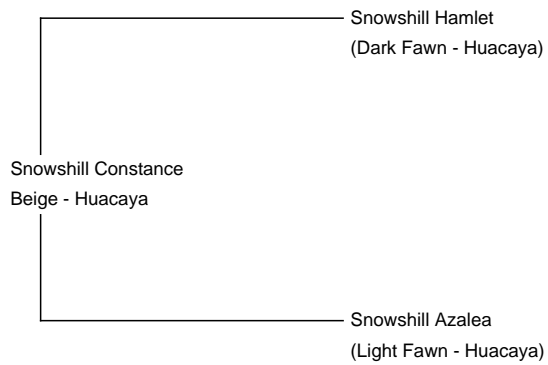 Snowshill Hamlet
(Dark Fawn - Huacaya)
Snowshill Constance
Beige - Huacaya
Snowshill Azalea
(Light Fawn - Huacaya)